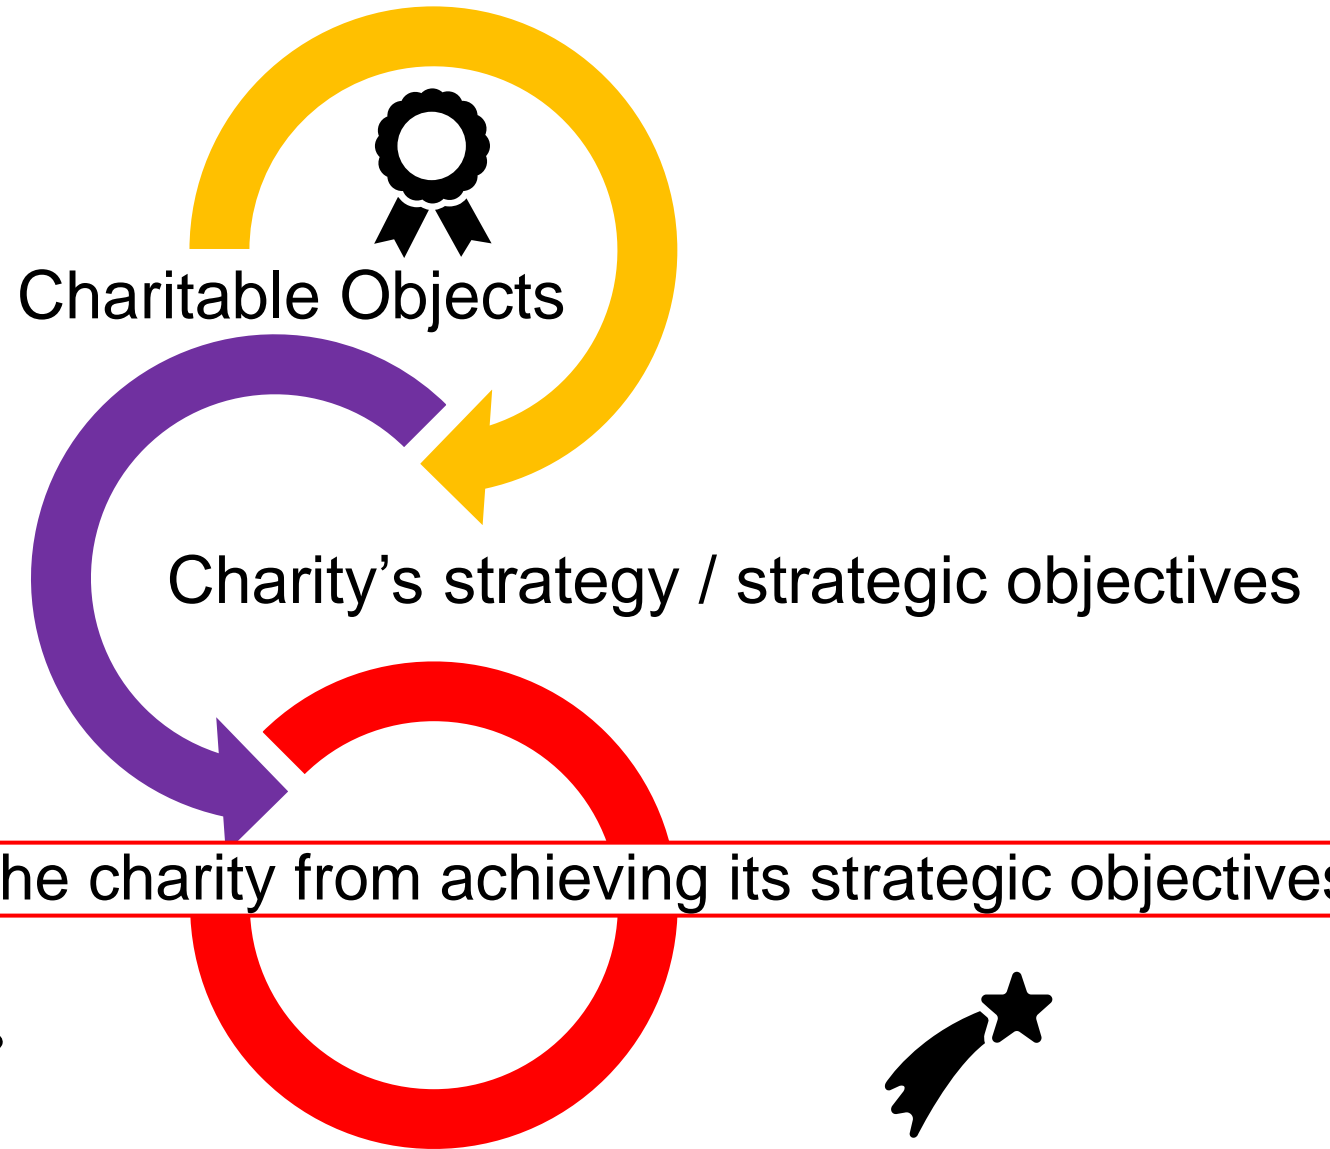 Charitable Objects
Charity’s strategy / strategic objectives
he charity from achieving its strategic objectives